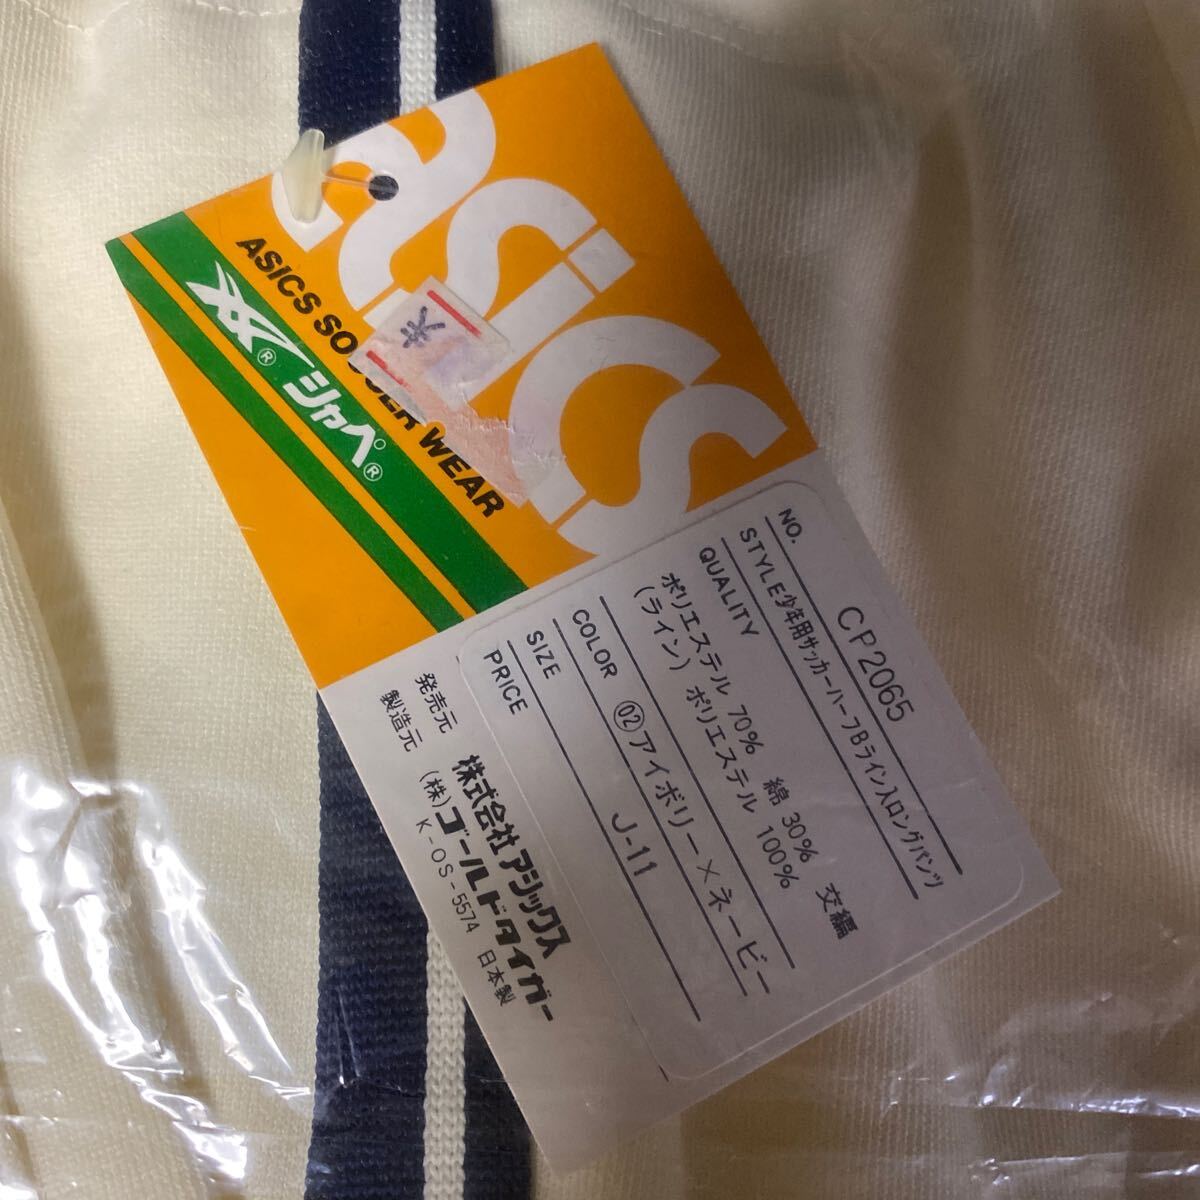 asics
ASICS SOCCER WEAR
® シャペ®
NO. CP2065
STYLE 少年用サッカーハーフBライン入ロングパンツ
QUALITY
ポリエステル 70% 綿 30% 交編
(ライン) ポリエステル 100%
COLOR 02 アイボリー×ネービー
SIZE J-11
PRICE
発売元 株式会社アシックス
製造元 (株)ゴールドタイガー
K-OS-5574 日本製